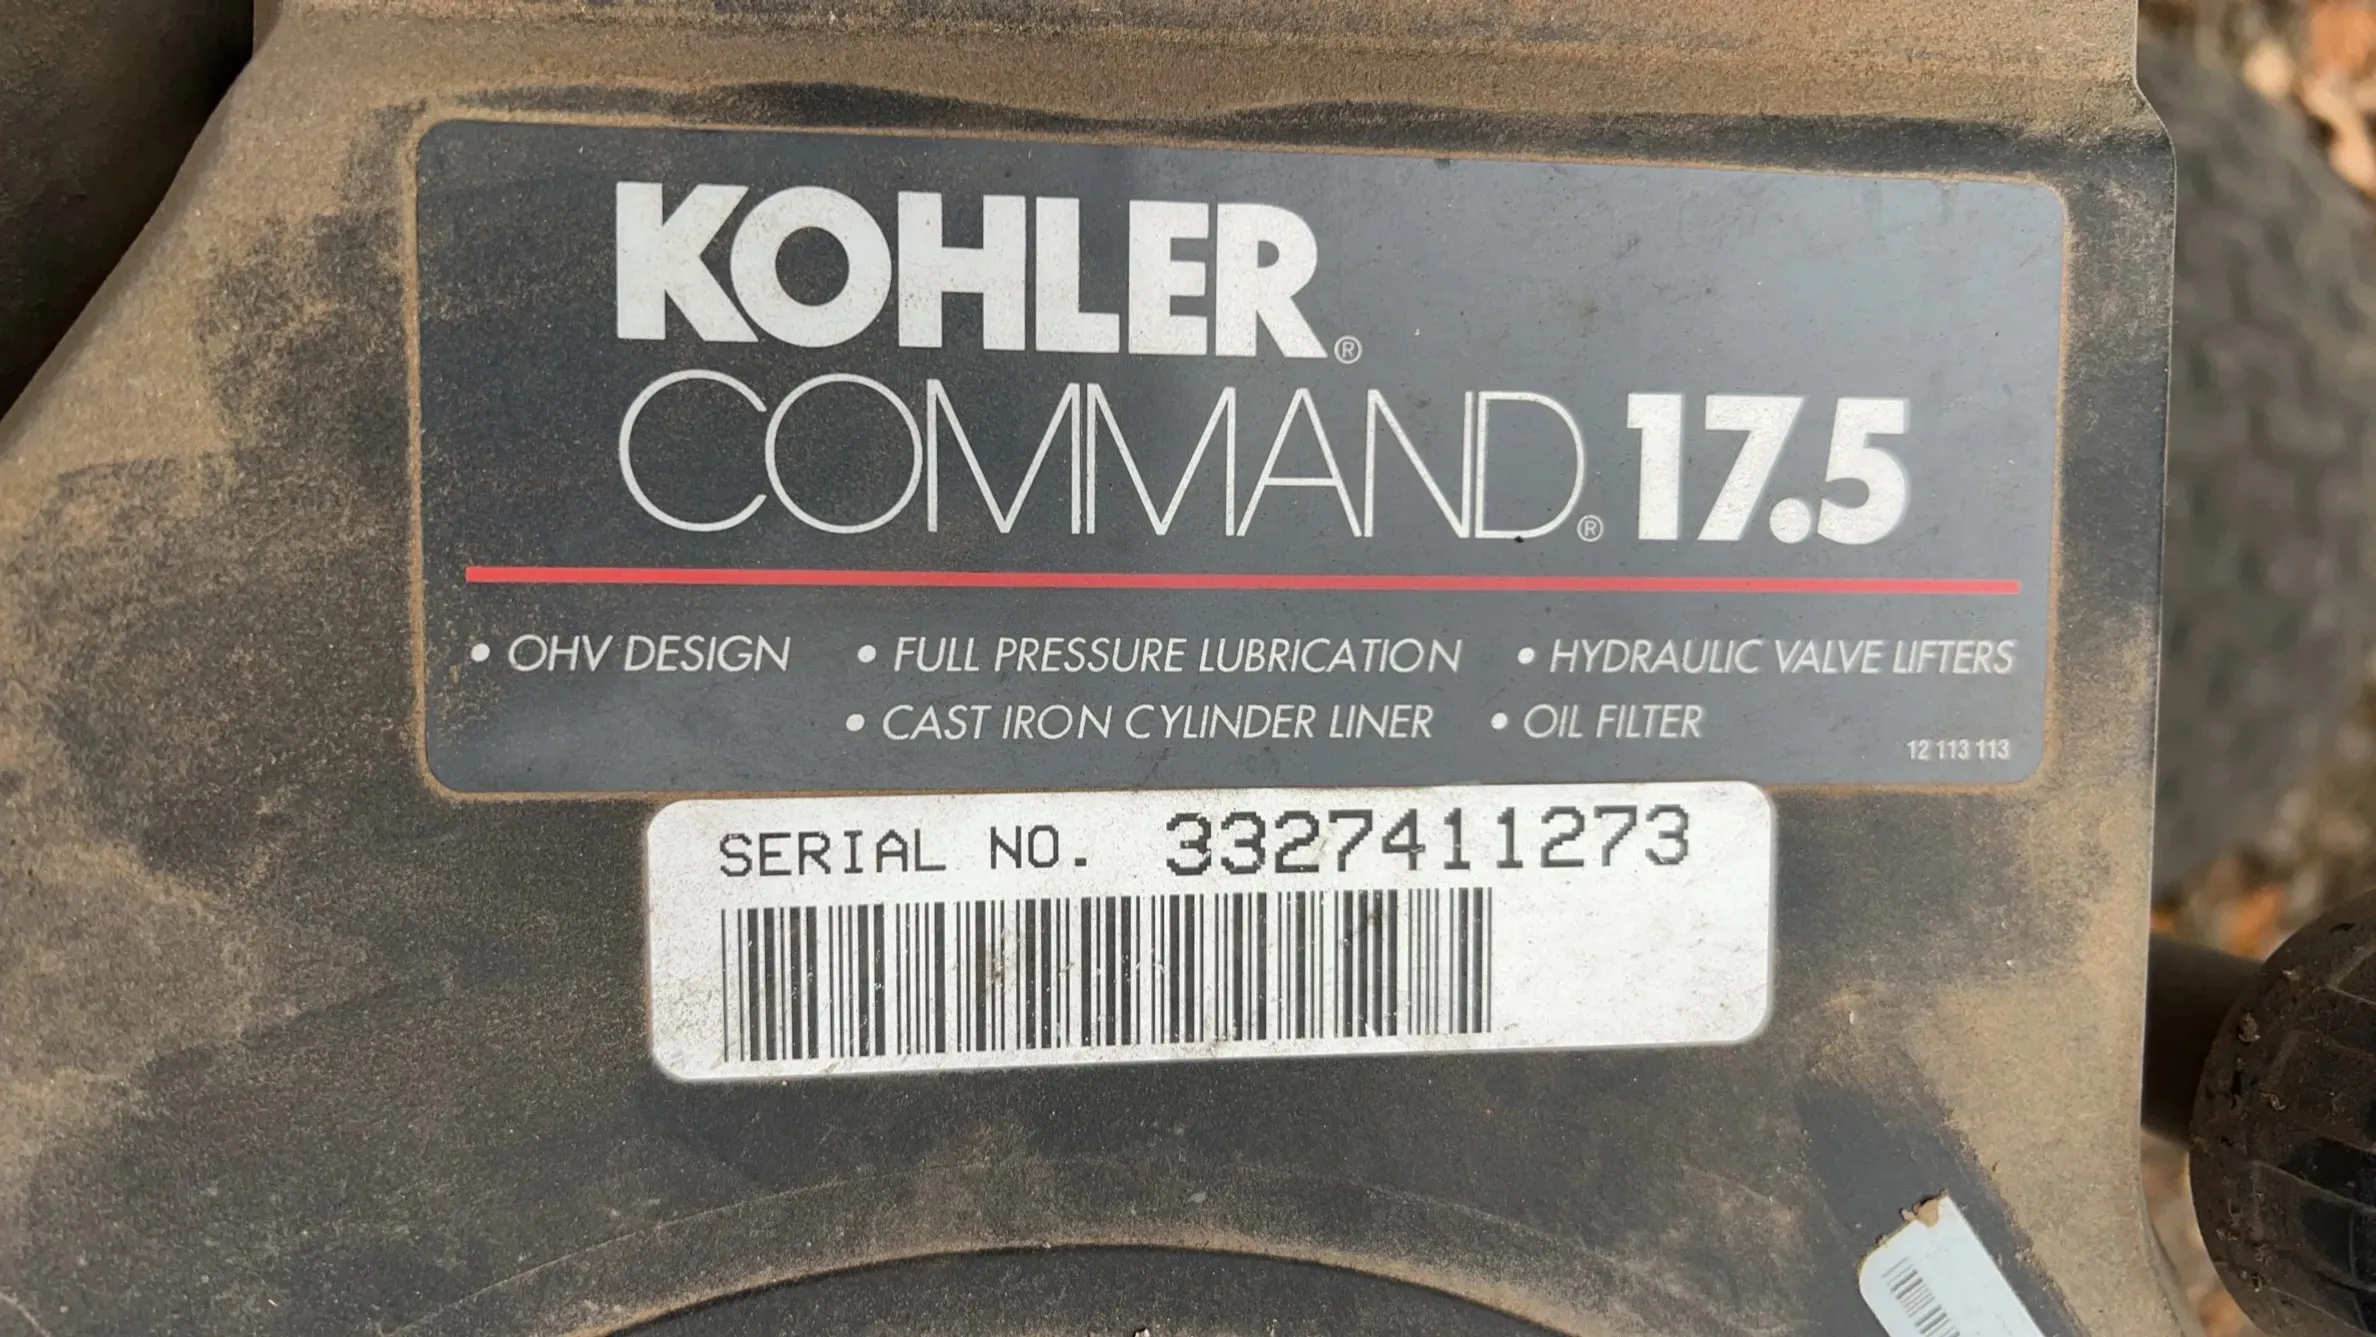 KOHLER®
COMMAND® 17.5
• OHV DESIGN • FULL PRESSURE LUBRICATION • HYDRAULIC VALVE LIFTERS
• CAST IRON CYLINDER LINER • OIL FILTER
12 113 113
SERIAL NO. 3327411273